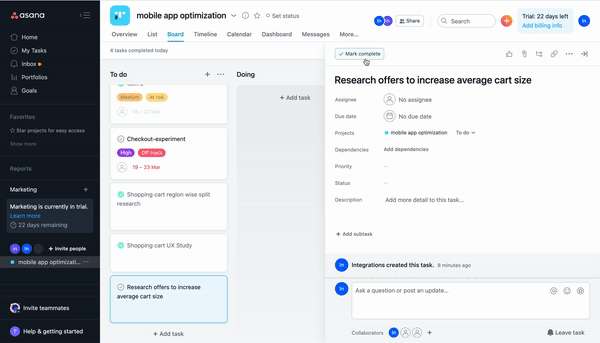 asana
Home
My Tasks
Inbox
Portfolios
Goals
Favorites
Star projects for easy access
Show more
Reports
Marketing
Marketing is currently in trial.
Learn more
22 days remaining
Invite people
mobile app optimizati...
Invite teammates
Help & getting started
mobile app optimization
Set status
Overview
List
Board
Timeline
Calendar
Dashboard
Messages
More...
Share
Search
Trial: 22 days left
Add billing info
4 tasks completed today
To do
Medium
At risk
Checkout-experiment
High
Off track
19 – 23 Mar
Shopping cart region wise split
research
Shopping cart UX Study
Research offers to increase
average cart size
+ Add task
Doing
+ Add task
Mark complete
Research offers to increase average cart size
Assignee
No assignee
Due date
No due date
Projects
mobile app optimization
To do
Dependencies
Add dependencies
Priority
–
Status
–
Description
Add more detail to this task...
+ Add subtask
In
Integrations created this task. 6 minutes ago
In
Ask a question or post an update...
Collaborators
In
Leave task